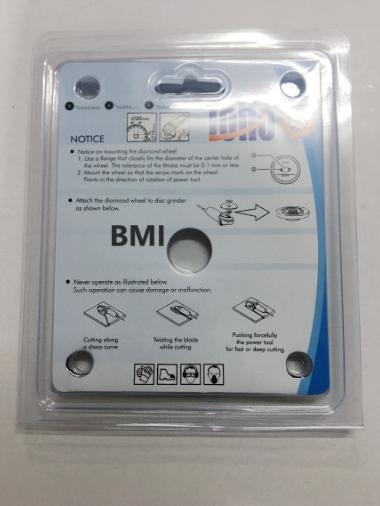 Ø20mm
NOTICE
● Notice on mounting the diamond wheel
1. Use a flange that closely fits the diameter of the center hole of
the wheel. The tolerance of the fitness must be 0.1 mm or less
2. Mount the wheel so that the arrow mark on the wheel
Points in the direction of rotation of power tool.
● Attach the diamond wheel to disc grinder
as shown below.
BMI
● Never operate as illustrated below.
Such operation can cause damage or malfunction.
Cutting along
a sharp curve
Twisting the blade
while cutting
Pushing forcefully
the power tool
for fast or deep cutting